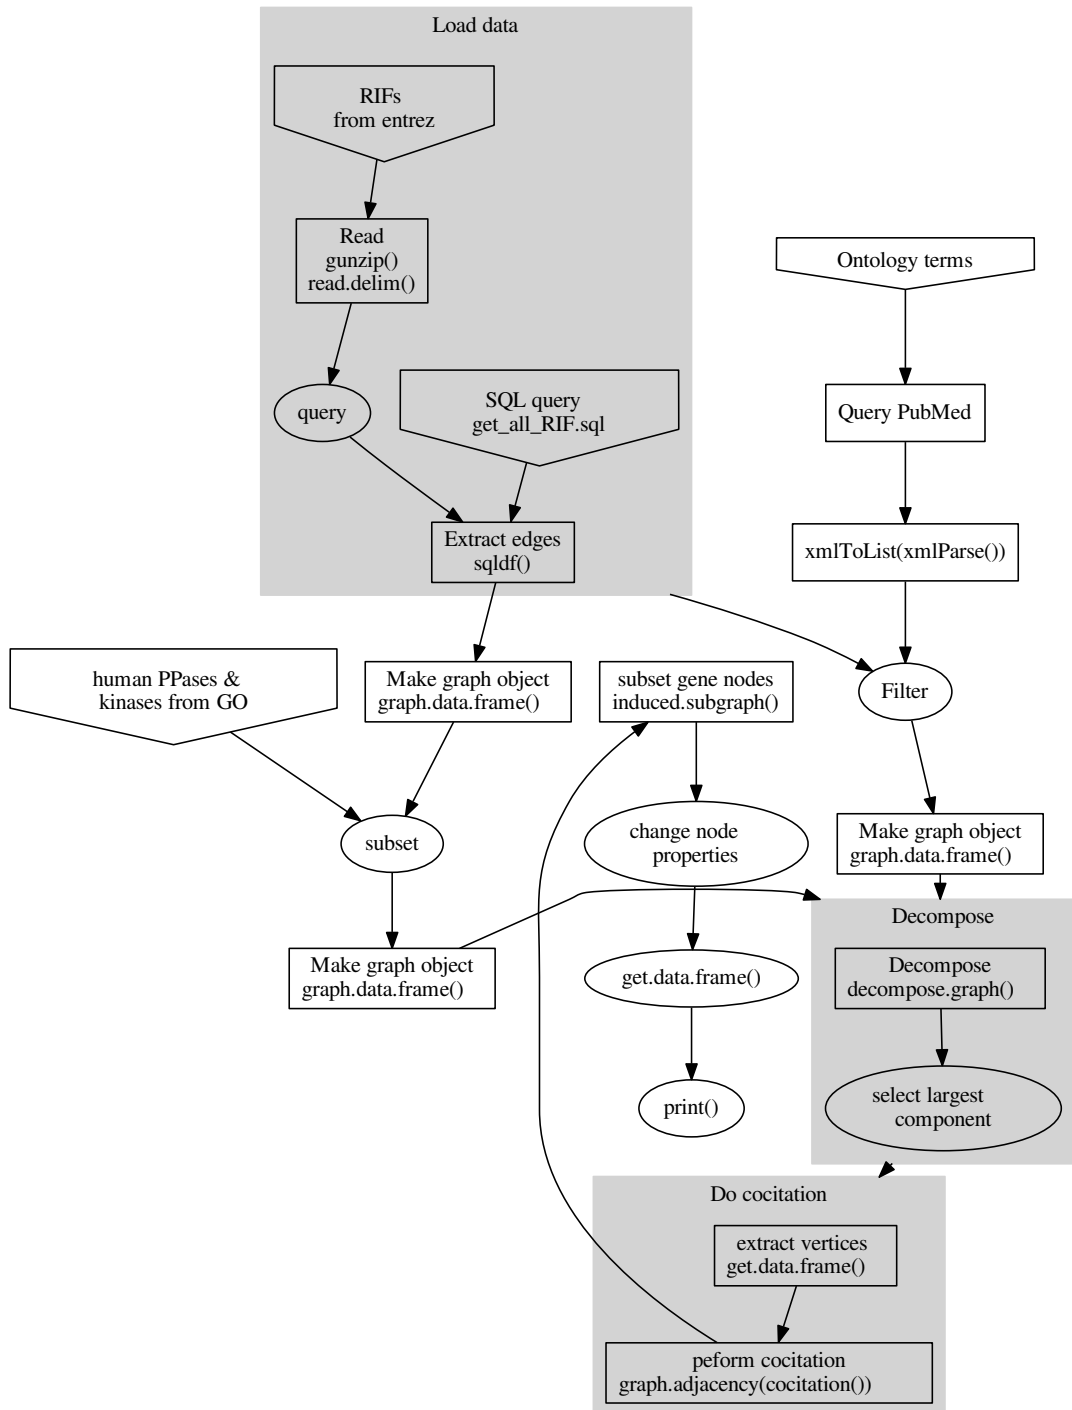 Load data
RIFs
from entrez
Read
gunzip()
read.delim()
Ontology terms
query
SQL query
get_all_RIF.sql
Query PubMed
Extract edges
sqldf()
xmlToList(xmlParse())
human PPases &
kinases from GO
Make graph object
graph.data.frame()
subset gene nodes
induced.subgraph()
Filter
subset
change node
properties
Make graph object
graph.data.frame()
Make graph object
graph.data.frame()
get.data.frame()
Decompose
Decompose
decompose.graph()
print()
select largest
component
Do cocitation
extract vertices
get.data.frame()
peform cocitation
graph.adjacency(cocitation())